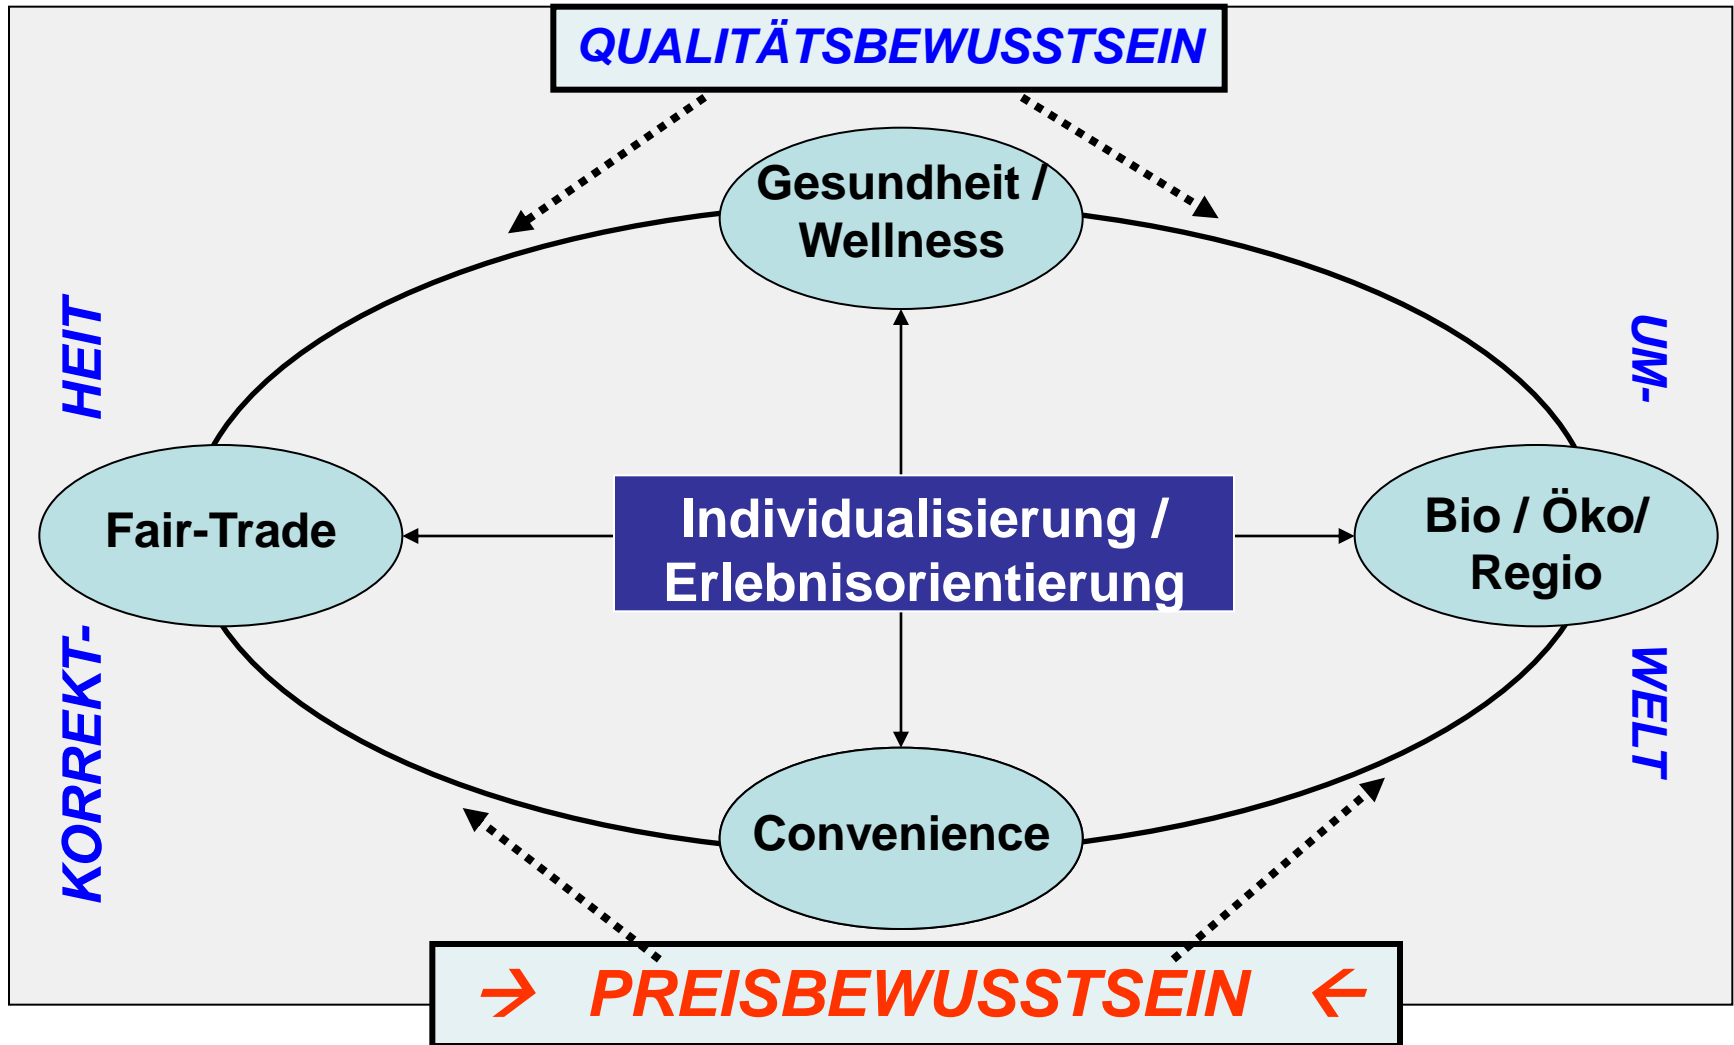 QUALITÄTSBEWUSSTSEIN
Gesundheit /
Wellness
KORREKT- HEIT
UM- WELT
Fair-Trade
Individualisierung /
Erlebnisorientierung
Bio / Öko/
Regio
Convenience
→ PREISBEWUSSTSEIN ←